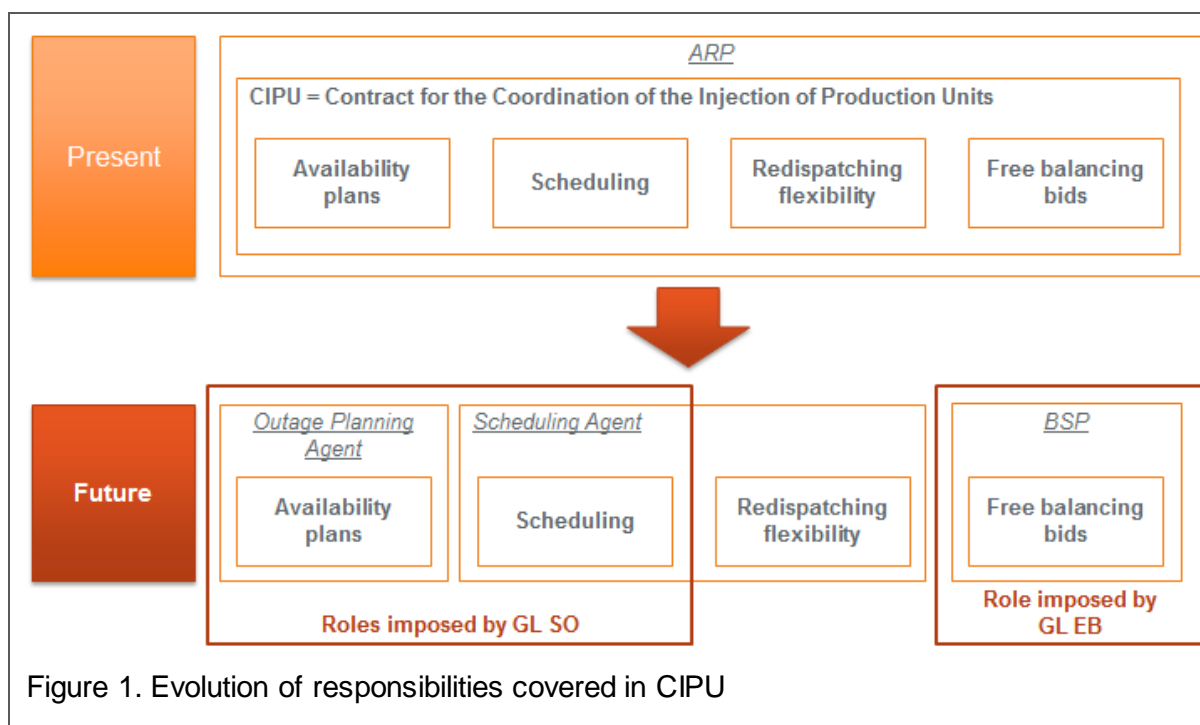 ARP
CIPU = Contract for the Coordination of the Injection of Production Units
Present
Availability
plans
Scheduling
Redispatching
flexibility
Free balancing
bids
Future
Outage Planning
Agent
Availability
plans
Scheduling Agent
Scheduling
Redispatching
flexibility
BSP
Free balancing
bids
Roles imposed by GL SO
Role imposed by
GL EB
Figure 1. Evolution of responsibilities covered in CIPU